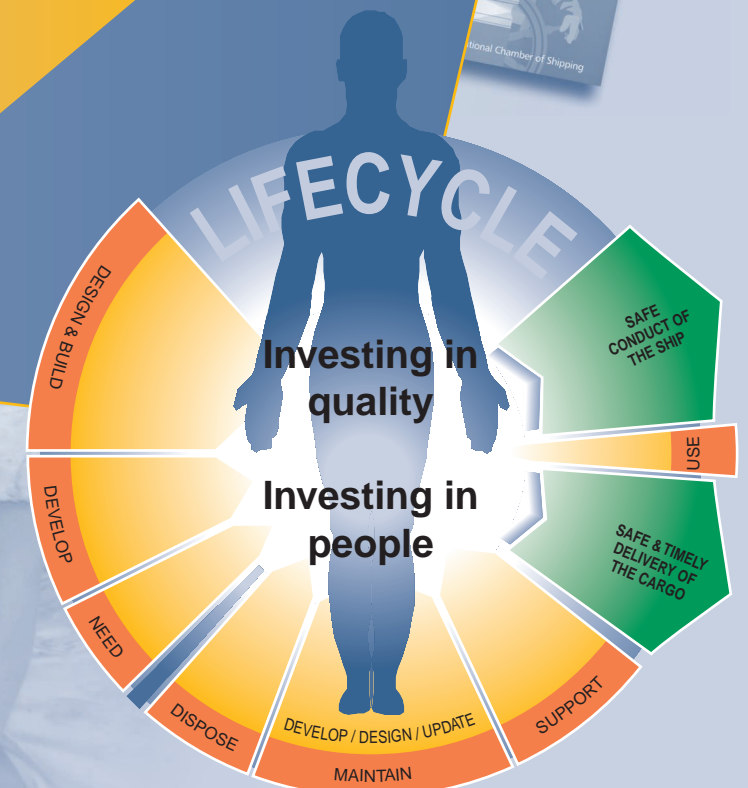 tional Chamber of Shipping
LIFECYCLE
DESIGN & BUILD
SAFE
CONDUCT OF
THE SHIP
Investing in
quality
USE
Investing in
people
DEVELOP
SAFE & TIMELY
DELIVERY OF
THE CARGO
NEED
DISPOSE
DEVELOP / DESIGN / UPDATE
MAINTAIN
SUPPORT